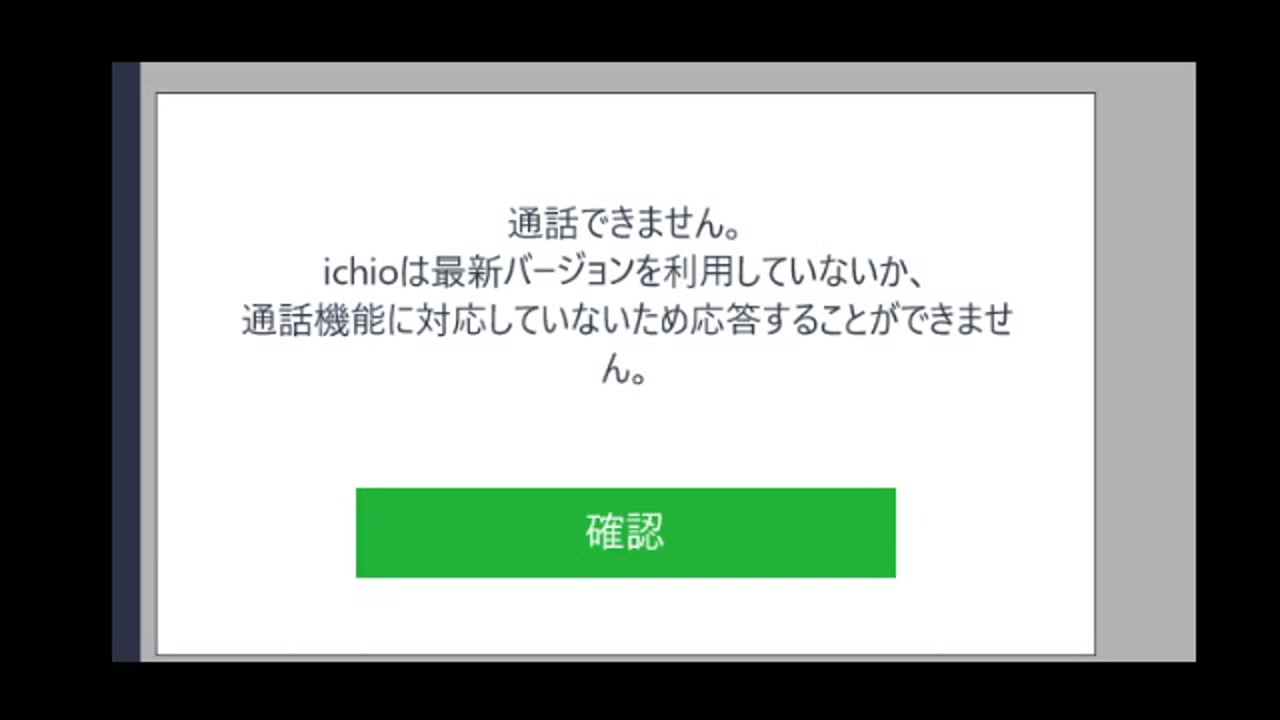 通話できません。
ichioは最新バージョンを利用していないか、
通話機能に対応していないため応答することができませ
ん。
確認